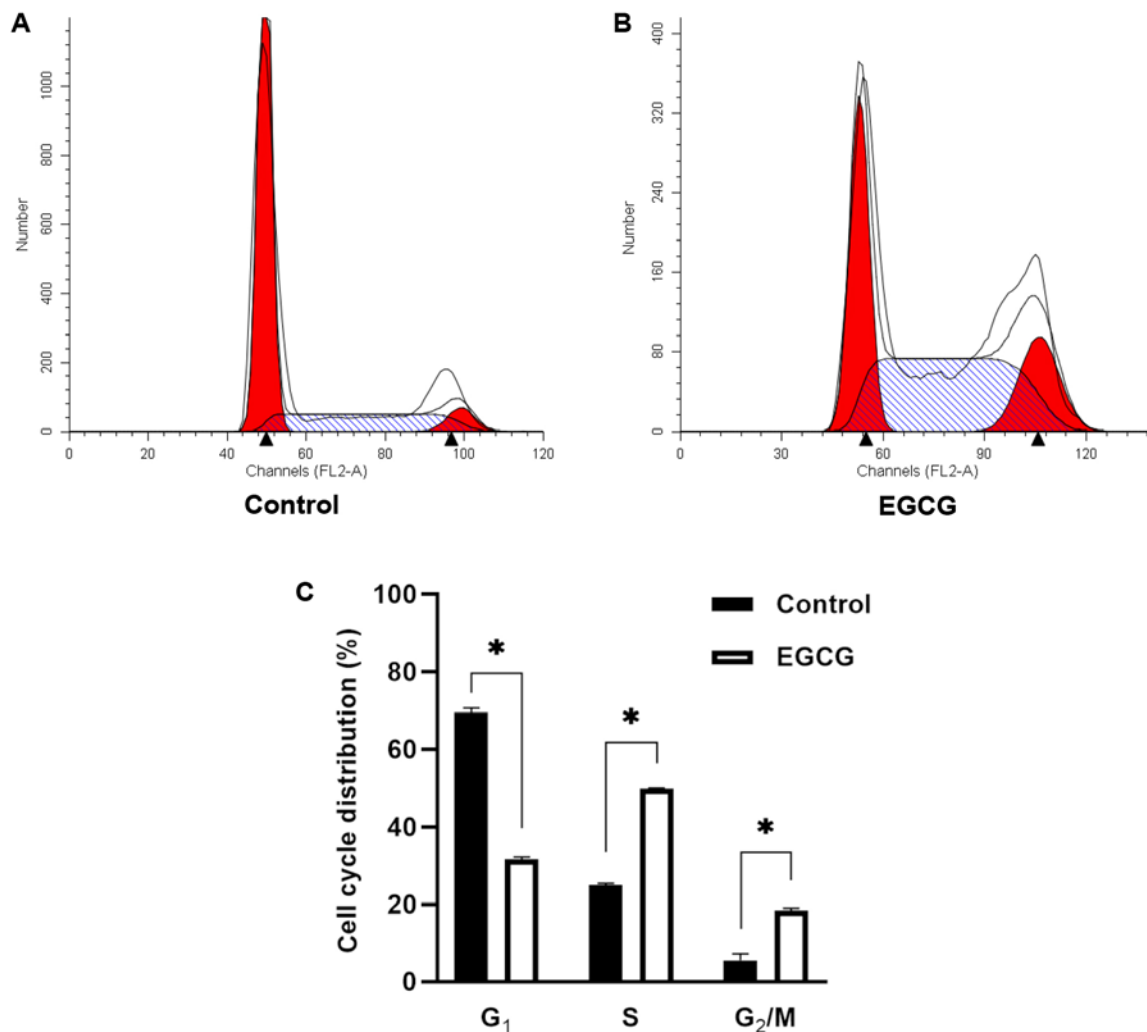 A
1000
800
600
400
200
0
Number
0 20 40 60 80 100 120
Channels (FL2-A)
Control
B
400
320
240
160
80
0
Number
0 30 60 90 120
Channels (FL2-A)
EGCG
C
Cell cycle distribution (%)
100
80
60
40
20
0
* * *
Control
EGCG
G₁ S G₂/M